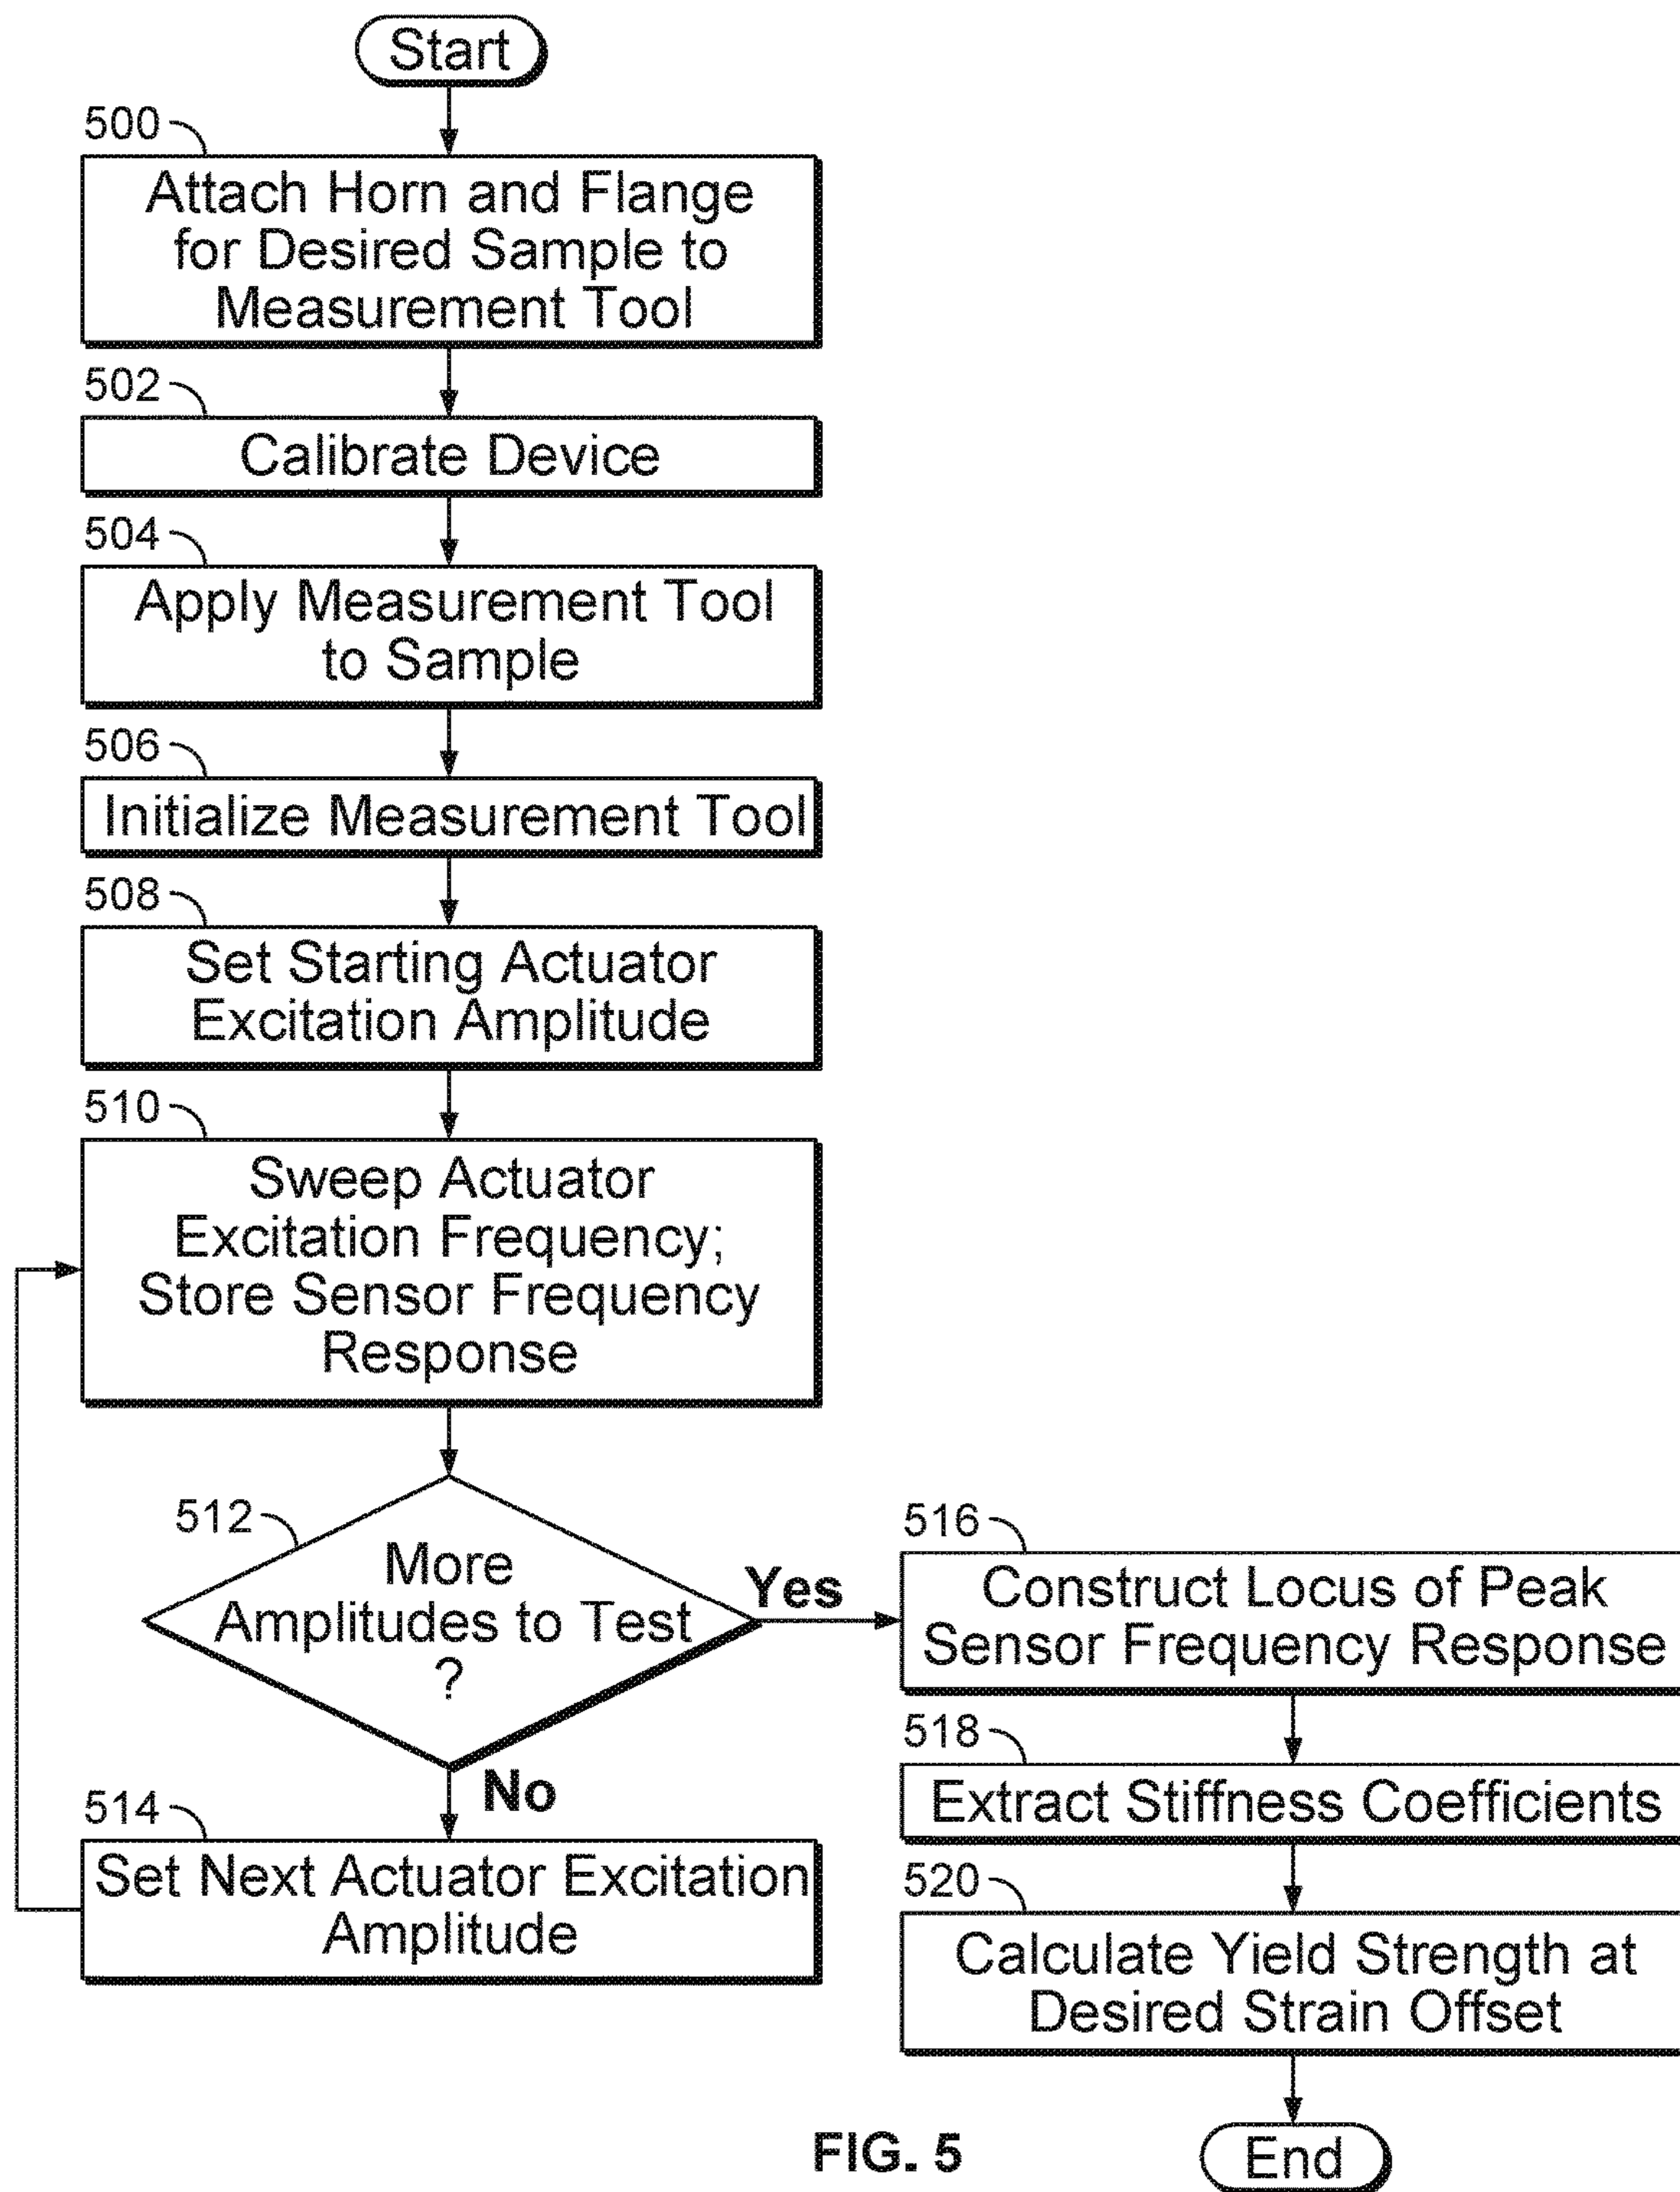 Start
500
Attach Horn and Flange
for Desired Sample to
Measurement Tool
502
Calibrate Device
504
Apply Measurement Tool
to Sample
506
Initialize Measurement Tool
508
Set Starting Actuator
Excitation Amplitude
510
Sweep Actuator
Excitation Frequency;
Store Sensor Frequency
Response
512
More
Amplitudes to Test
?
Yes
No
514
Set Next Actuator Excitation
Amplitude
516
Construct Locus of Peak
Sensor Frequency Response
518
Extract Stiffness Coefficients
520
Calculate Yield Strength at
Desired Strain Offset
End
FIG. 5